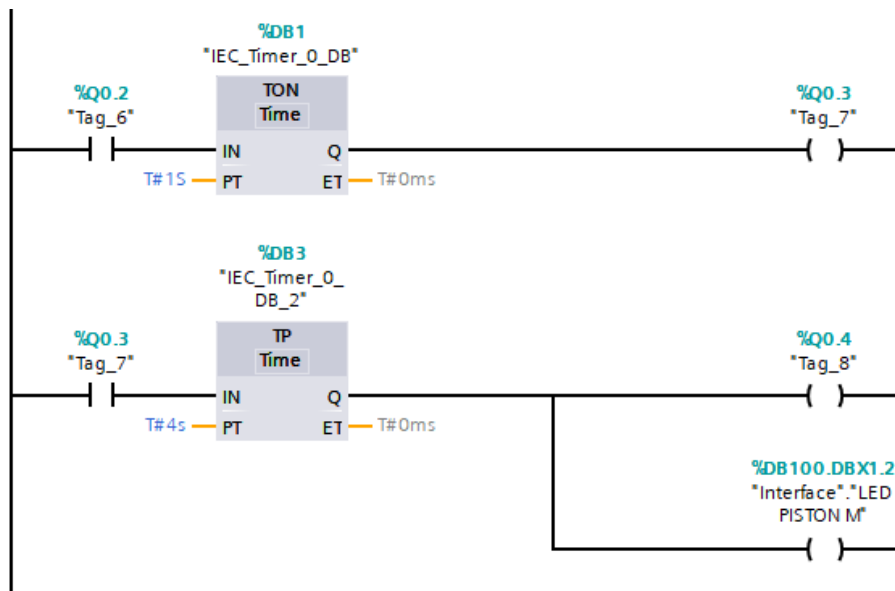 %DB1
"IEC_Timer_0_DB"
%Q0.2
"Tag_6"
TON
Time
%Q0.3
"Tag_7"
IN Q
T#1S PT ET T#0ms
%DB3
"IEC_Timer_0_
DB_2"
%Q0.3
"Tag_7"
TP
Time
%Q0.4
"Tag_8"
IN Q
T#4s PT ET T#0ms
%DB100.DBX1.2
"Interface"."LED
PISTON M"